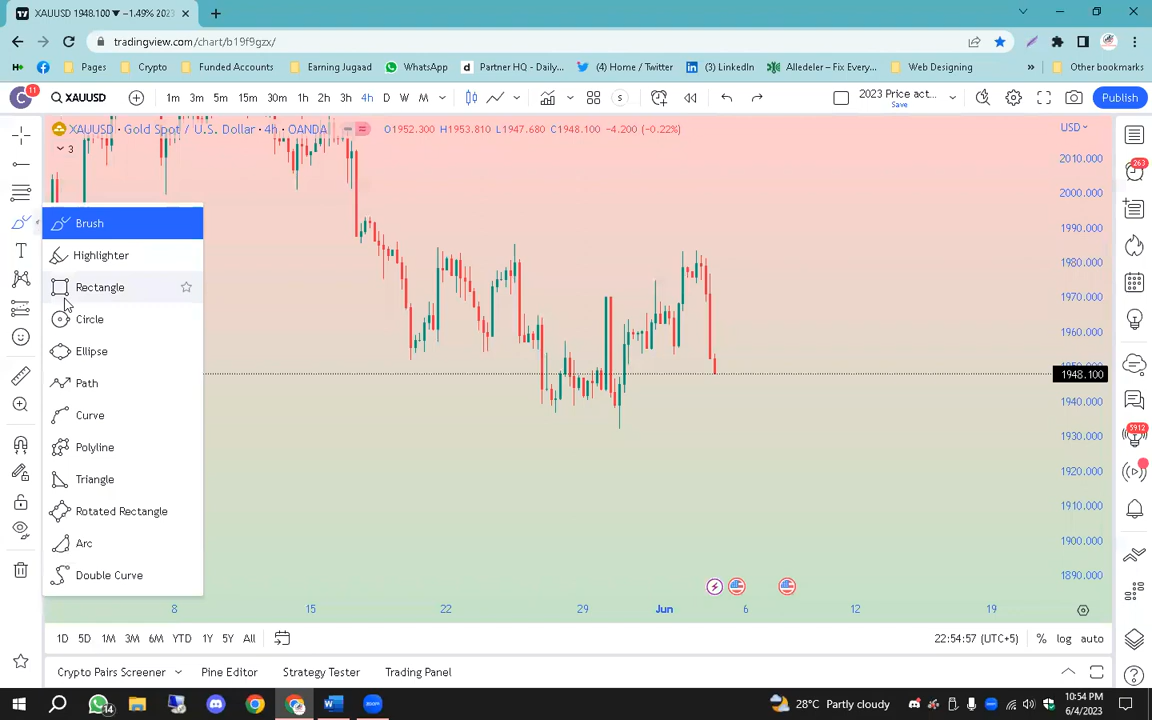 XAUUSD 1948.100 ▼ −1.49% 2023
tradingview.com/chart/b19f9gzx/
Pages
Crypto
Funded Accounts
Earning Jugaad
WhatsApp
Partner HQ - Daily...
(4) Home / Twitter
(3) LinkedIn
Alledeler - Fix Every...
Web Designing
»
Other bookmarks
C
11
XAUUSD
1m 3m 5m 15m 30m 1h 2h 3h 4h D W M
S
2023 Price act...
Save
Publish
XAUUSD · Gold Spot / U.S. Dollar · 4h · OANDA
O1952.300 H1953.810 L1947.680 C1948.100 −4.200 (−0.22%)
3
USD
2010.000
2000.000
1990.000
1980.000
1970.000
1960.000
1948.100
1940.000
1930.000
1920.000
1910.000
1900.000
1890.000
263
5912
T
Brush
Highlighter
Rectangle
Circle
Ellipse
Path
Curve
Polyline
Triangle
Rotated Rectangle
Arc
Double Curve
8 15 22 29 Jun 6 12 19
1D 5D 1M 3M 6M YTD 1Y 5Y All
22:54:57 (UTC+5)
% log auto
Crypto Pairs Screener
Pine Editor
Strategy Tester
Trading Panel
14
zoom
28°C Partly cloudy
10:54 PM
6/4/2023